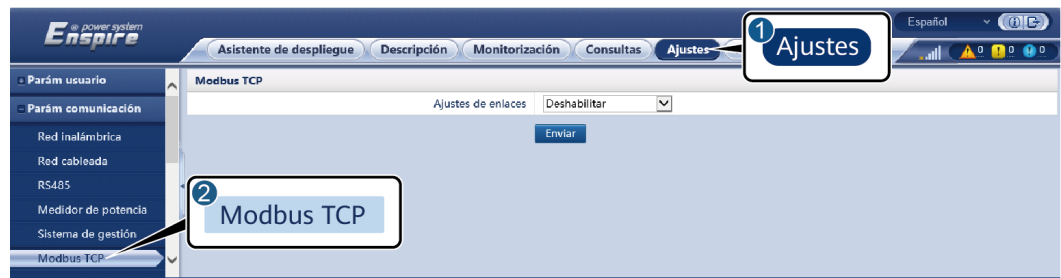 power system
Enspire
Español
Asistente de despliegue
Descripción
Monitorización
Consultas
Ajustes
1
Ajustes
0
0
0
Parám usuario
Parám comunicación
Red inalámbrica
Red cableada
RS485
Medidor de potencia
Sistema de gestión
Modbus TCP
Modbus TCP
Ajustes de enlaces
Deshabilitar
Enviar
2
Modbus TCP